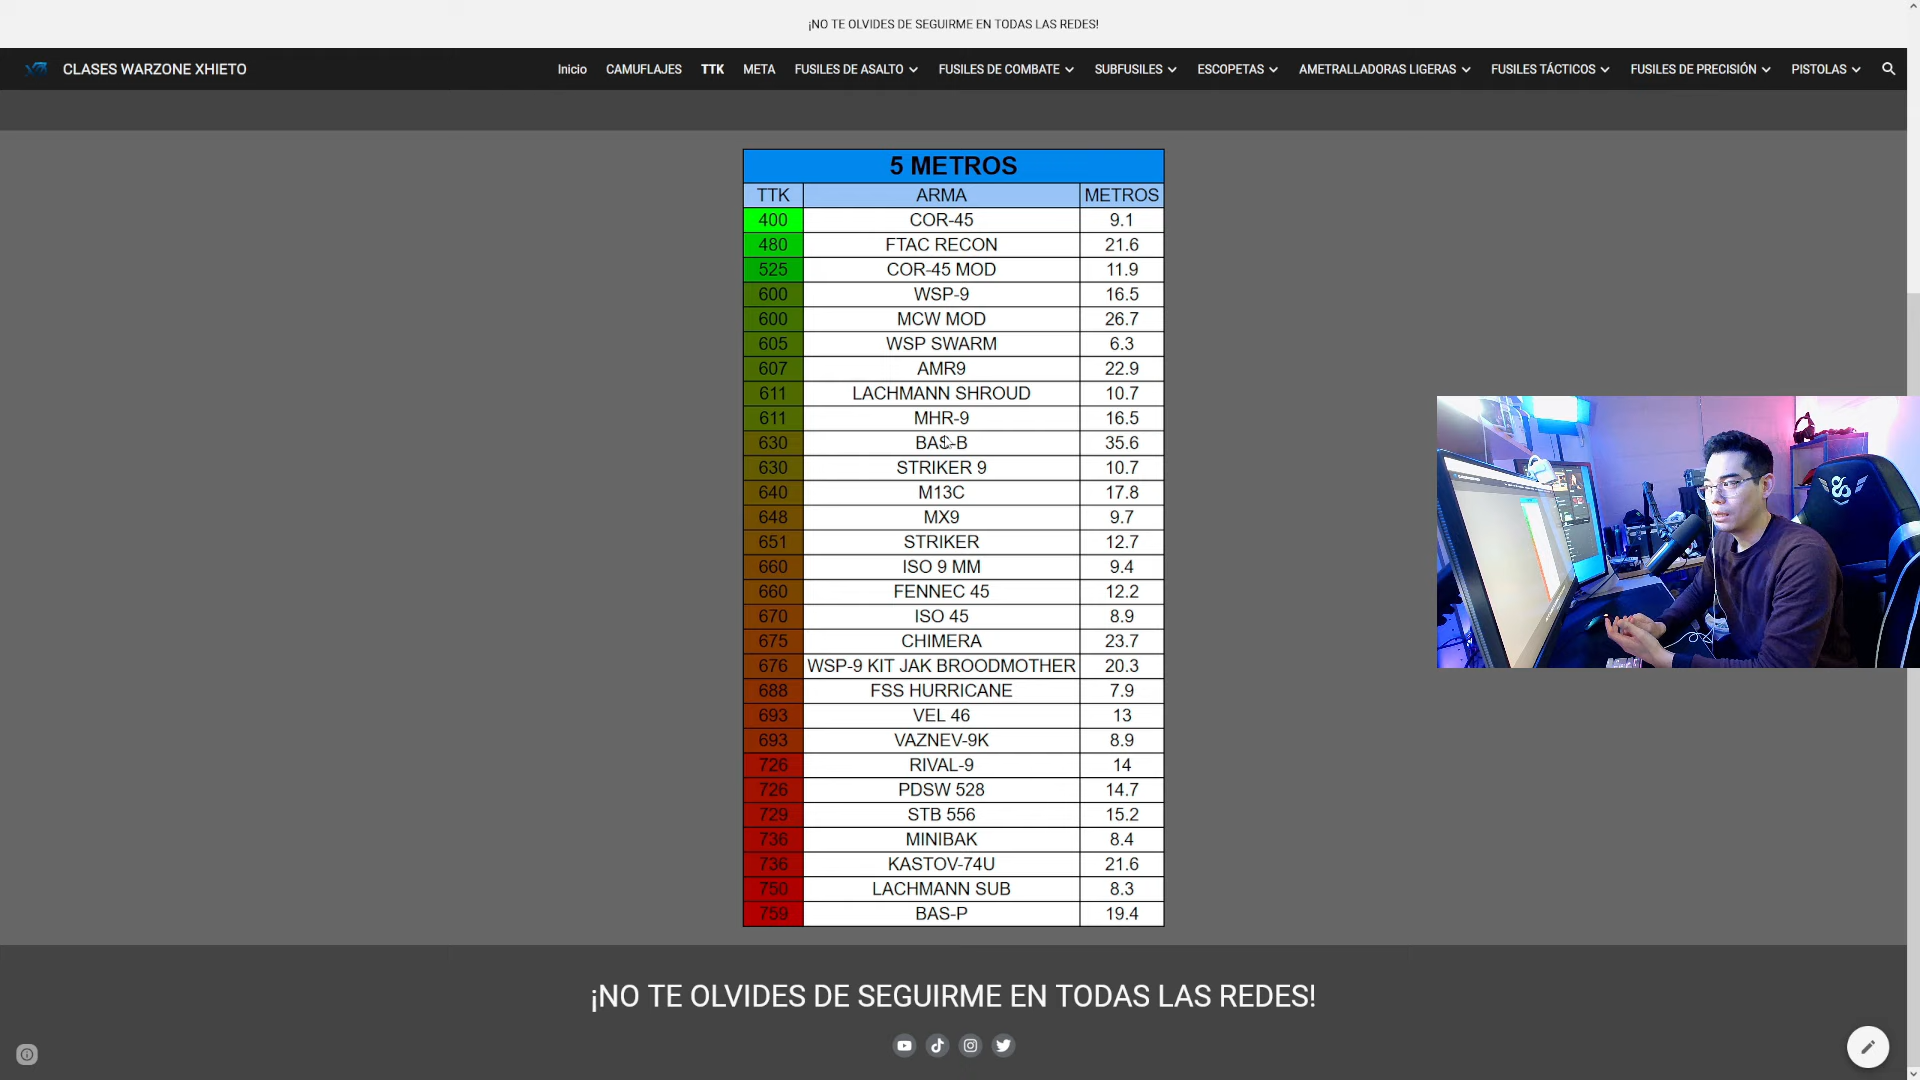 ¡NO TE OLVIDES DE SEGUIRME EN TODAS LAS REDES!
CLASES WARZONE XHIETO Inicio CAMUFLAJES TTK META FUSILES DE ASALTO FUSILES DE COMBATE SUBFUSILES ESCOPETAS AMETRALLADORAS LIGERAS FUSILES TÁCTICOS FUSILES DE PRECISIÓN PISTOLAS
5 METROS
TTK ARMA METROS
400 COR-45 9.1
480 FTAC RECON 21.6
525 COR-45 MOD 11.9
600 WSP-9 16.5
600 MCW MOD 26.7
605 WSP SWARM 6.3
607 AMR9 22.9
611 LACHMANN SHROUD 10.7
611 MHR-9 16.5
630 BAS-B 35.6
630 STRIKER 9 10.7
640 M13C 17.8
648 MX9 9.7
651 STRIKER 12.7
660 ISO 9 MM 9.4
660 FENNEC 45 12.2
670 ISO 45 8.9
675 CHIMERA 23.7
676 WSP-9 KIT JAK BROODMOTHER 20.3
688 FSS HURRICANE 7.9
693 VEL 46 13
693 VAZNEV-9K 8.9
726 RIVAL-9 14
726 PDSW 528 14.7
729 STB 556 15.2
736 MINIBAK 8.4
736 KASTOV-74U 21.6
750 LACHMANN SUB 8.3
759 BAS-P 19.4
¡NO TE OLVIDES DE SEGUIRME EN TODAS LAS REDES!